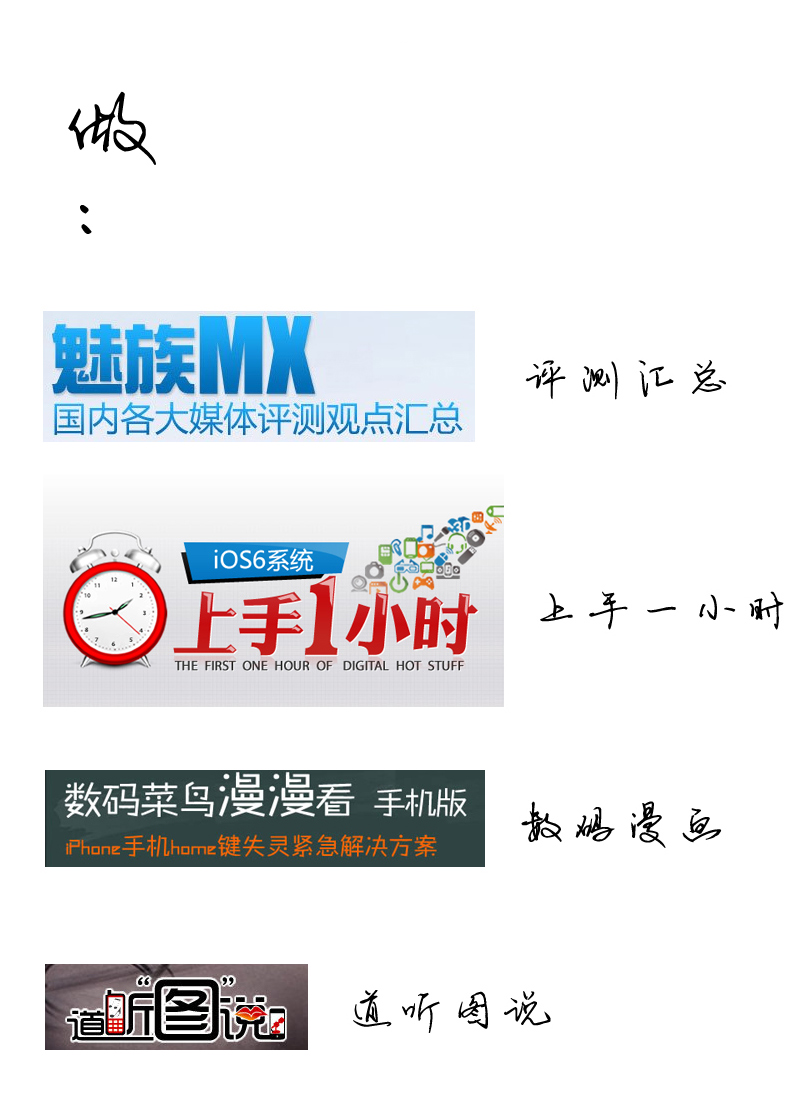 做
：
魅族MX
国内各大媒体评测观点汇总
评测汇总
iOS6系统
上手1小时
THE FIRST ONE HOUR OF DIGITAL HOT STUFF
上手一小时
数码菜鸟漫漫看 手机版
iPhone手机home键失灵紧急解决方案
数码漫画
道听“图”说
道听图说